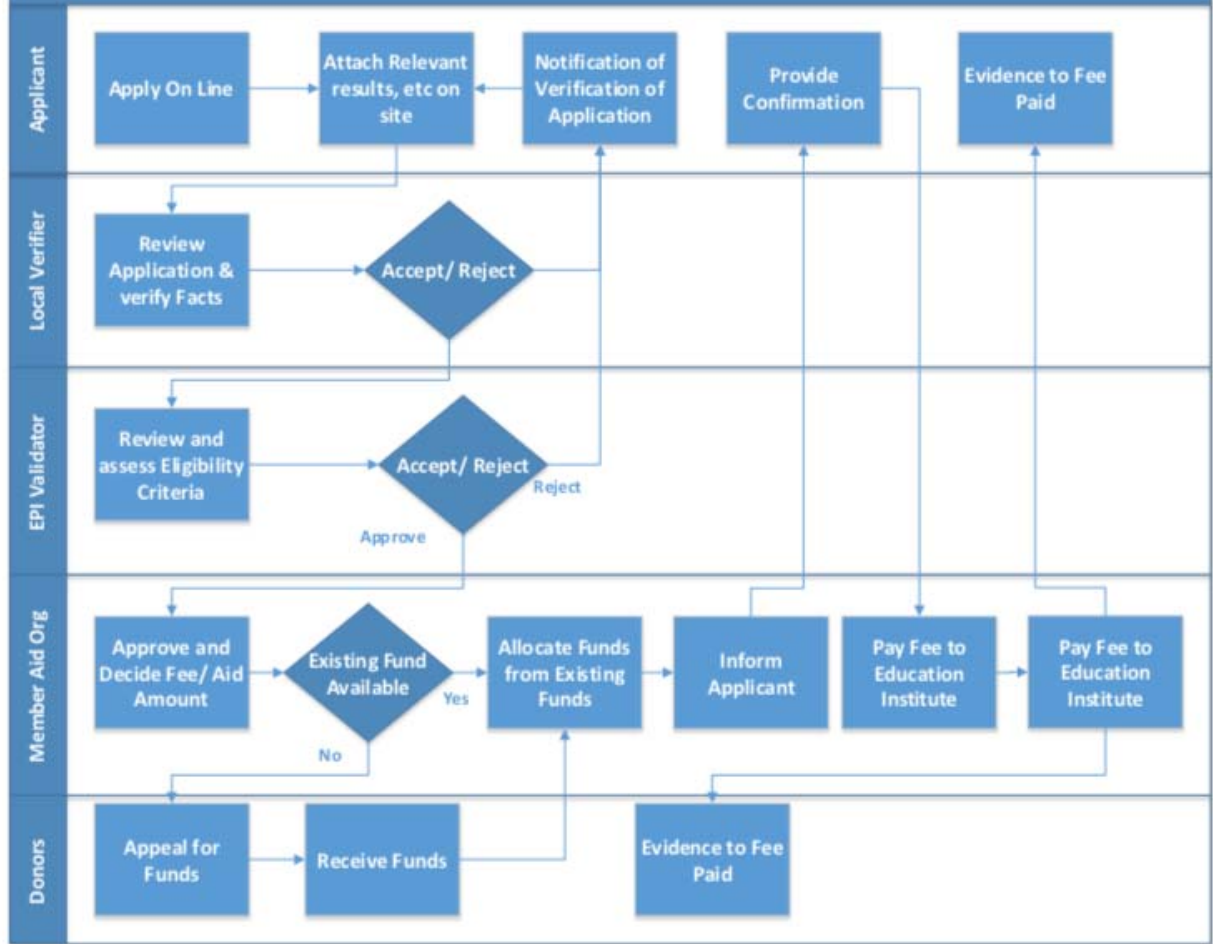 Applicant
Apply On Line
Attach Relevant
results, etc on
site
Notification of
Verification of
Application
Provide
Confirmation
Evidence to Fee
Paid
Local Verifier
Review
Application &
verify Facts
Accept/ Reject
EPI Validator
Review and
assess Eligibility
Criteria
Accept/ Reject
Reject
Approve
Member Aid Org
Approve and
Decide Fee/ Aid
Amount
Existing Fund
Available
Yes
No
Allocate Funds
from Existing
Funds
Inform
Applicant
Pay Fee to
Education
Institute
Pay Fee to
Education
Institute
Donors
Appeal for
Funds
Receive Funds
Evidence to Fee
Paid